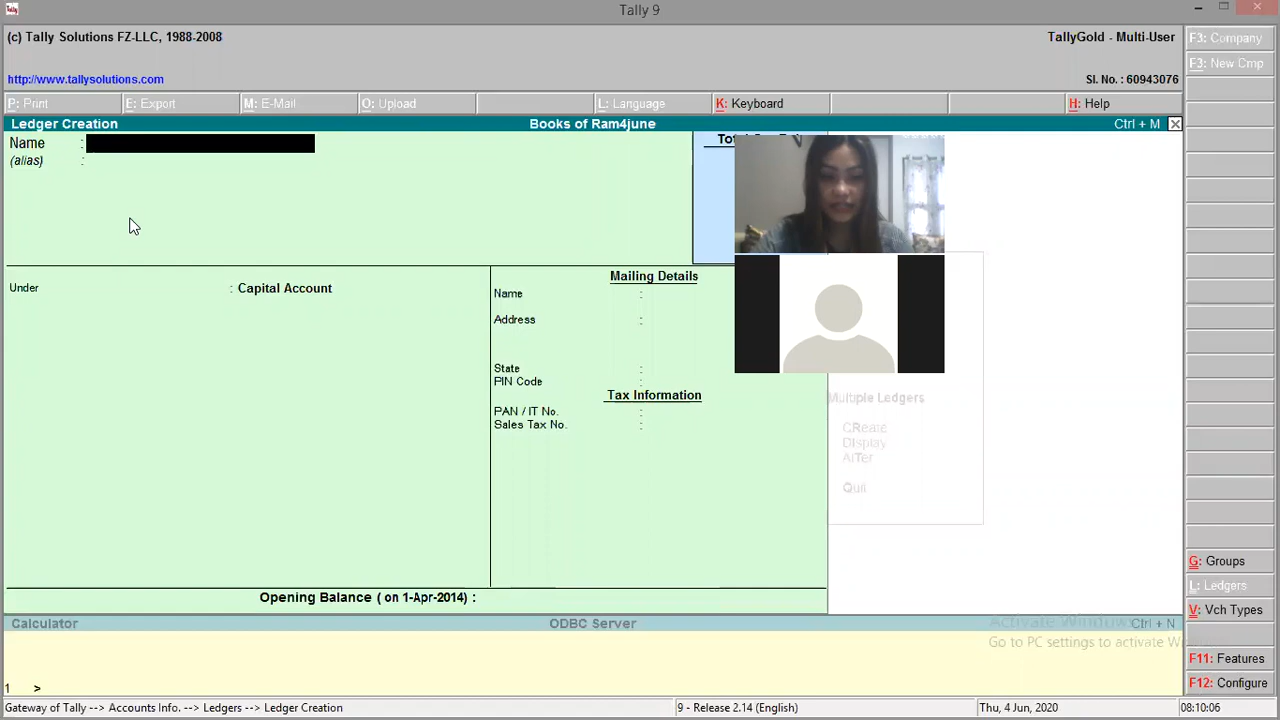 Tally
Tally 9
(c) Tally Solutions FZ-LLC, 1988-2008
TallyGold - Multi-User
http://www.tallysolutions.com
Sl. No. : 60943076
P: Print
E: Export
M: E-Mail
O: Upload
L: Language
K: Keyboard
H: Help
F3: Company
F3: New Cmp
Ledger Creation
Books of Ram4june
Ctrl + M
Name :
(alias) :
Under : Capital Account
Mailing Details
Name :
Address :
State :
PIN Code :
Tax Information
PAN / IT No. :
Sales Tax No. :
Multiple Ledgers
CReate
DIsplay
AlTer
Quit
Opening Balance ( on 1-Apr-2014) :
G: Groups
L: Ledgers
V: Vch Types
F11: Features
F12: Configure
Calculator
ODBC Server
Ctrl + N
Activate Windows
Go to PC settings to activate
1 >
Gateway of Tally --> Accounts Info. --> Ledgers --> Ledger Creation
9 - Release 2.14 (English)
Thu, 4 Jun, 2020
08:10:06